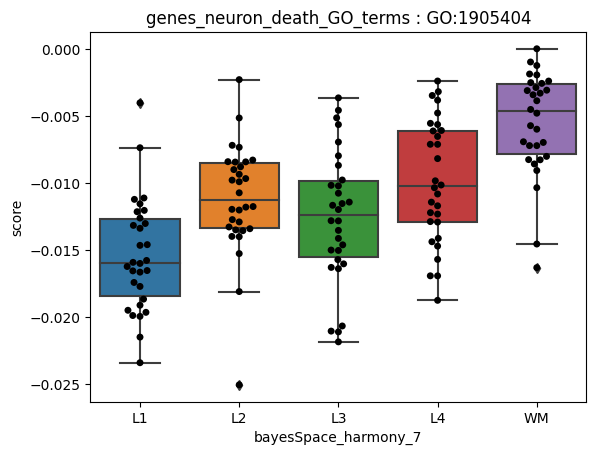 genes_neuron_death_GO_terms : GO:1905404
0.000
−0.005
−0.010
−0.015
−0.020
−0.025
score
L1 L2 L3 L4 WM
bayesSpace_harmony_7